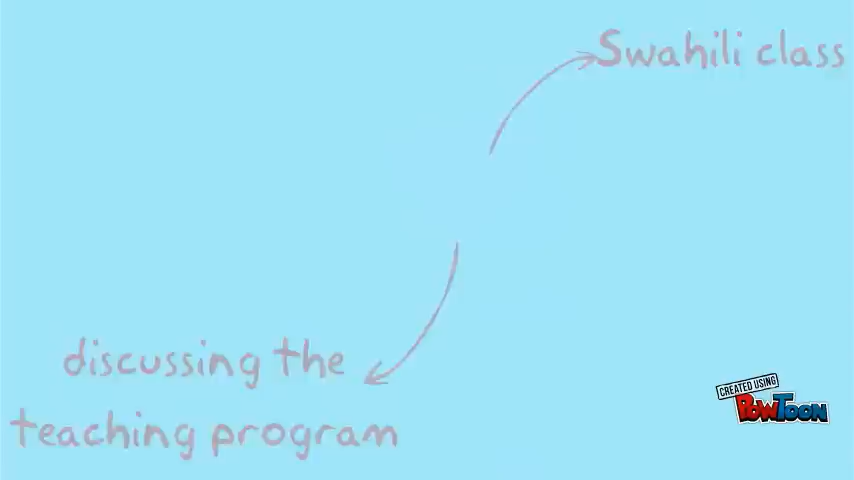 Swahili class
discussing the
teaching program
CREATED USING
POWTOON